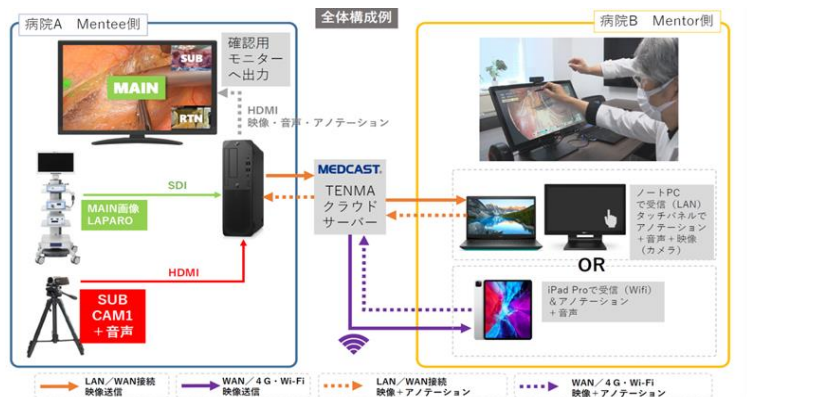 全体構成例
病院A Mentee側
病院B Mentor側
MAIN
SUB
RTN
確認用
モニター
へ出力
HDMI
映像・音声・アノテーション
SDI
MAIN画像
LAPARO
HDMI
SUB
CAM1
+音声
MEDCAST®
TENMA
クラウド
サーバー
ノートPC
で受信(LAN)
タッチパネルで
アノテーション
+音声+映像
(カメラ)
OR
iPad Proで受信(Wifi)
&アノテーション
+音声
LAN/WAN接続
映像送信
WAN/4G・Wi-Fi
映像送信
LAN/WAN接続
映像+アノテーション
WAN/4G・Wi-Fi
映像+アノテーション